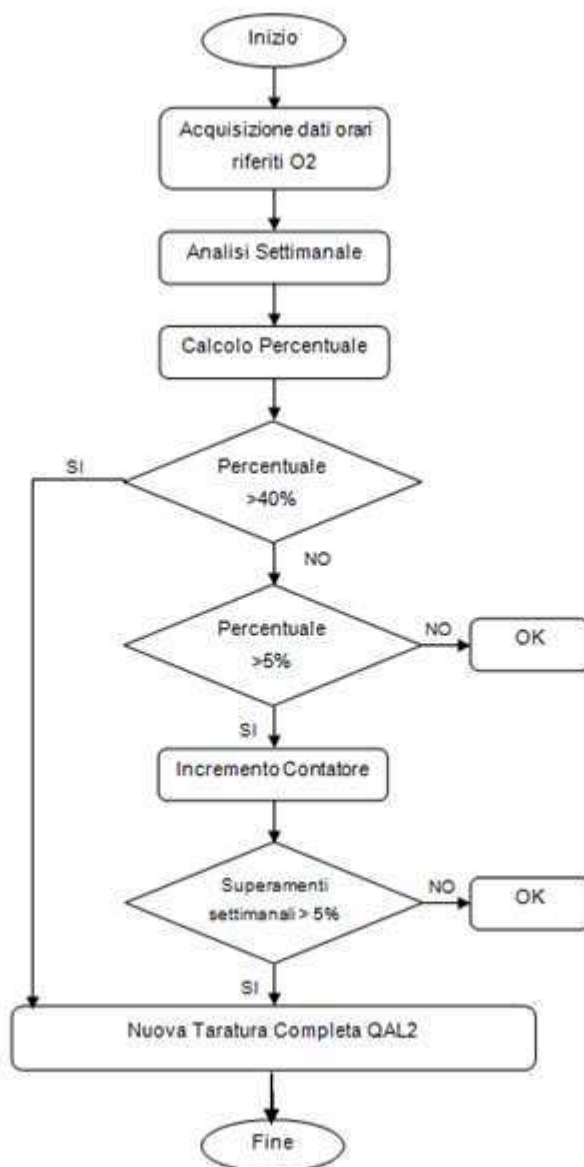 Inizio
Acquisizione dati orari
riferiti O2
Analisi Settimanale
Calcolo Percentuale
SI
Percentuale
>40%
NO
Percentuale
>5%
NO
OK
SI
Incremento Contatore
Superamenti
settimanali > 5%
NO
OK
SI
Nuova Taratura Completa QAL2
Fine